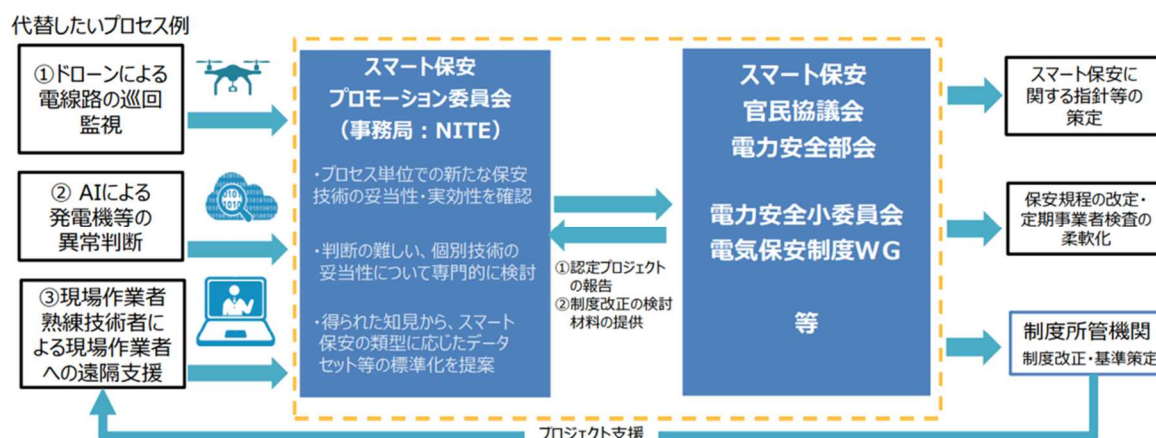 代替したいプロセス例
①ドローンによる
電線路の巡回
監視
② AIによる
発電機等の
異常判断
③現場作業者
熟練技術者に
よる現場作業者
への遠隔支援
スマート保安
プロモーション委員会
（事務局：NITE）
・プロセス単位での新たな保安
技術の妥当性・実効性を確認
・判断の難しい、個別技術の
妥当性について専門的に検討
・得られた知見から、スマート
保安の類型に応じたデータ
セット等の標準化を提案
①認定プロジェクト
の報告
②制度改正の検討
材料の提供
スマート保安
官民協議会
電力安全部会
電力安全小委員会
電気保安制度WG
等
スマート保安に
関する指針等の
策定
保安規程の改定・
定期事業者検査の
柔軟化
制度所管機関
制度改正・基準策定
プロジェクト支援